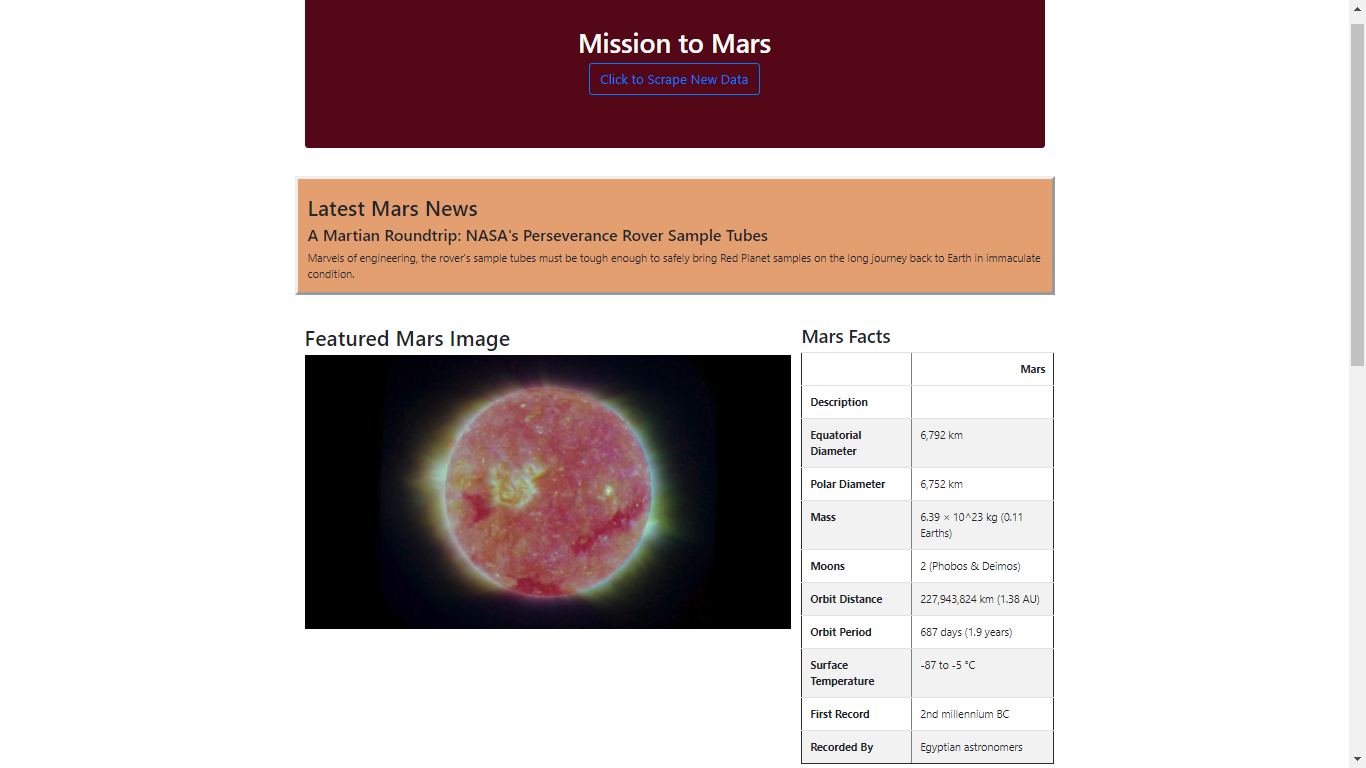 Mission to Mars
Click to Scrape New Data
Latest Mars News
A Martian Roundtrip: NASA's Perseverance Rover Sample Tubes
Marvels of engineering, the rover's sample tubes must be tough enough to safely bring Red Planet samples on the long journey back to Earth in immaculate
condition.
Featured Mars Image
Mars Facts
Mars
Description
Equatorial
Diameter
6,792 km
Polar Diameter
6,752 km
Mass
6.39 × 10^23 kg (0.11
Earths)
Moons
2 (Phobos & Deimos)
Orbit Distance
227,943,824 km (1.38 AU)
Orbit Period
687 days (1.9 years)
Surface
Temperature
-87 to -5 °C
First Record
2nd millennium BC
Recorded By
Egyptian astronomers